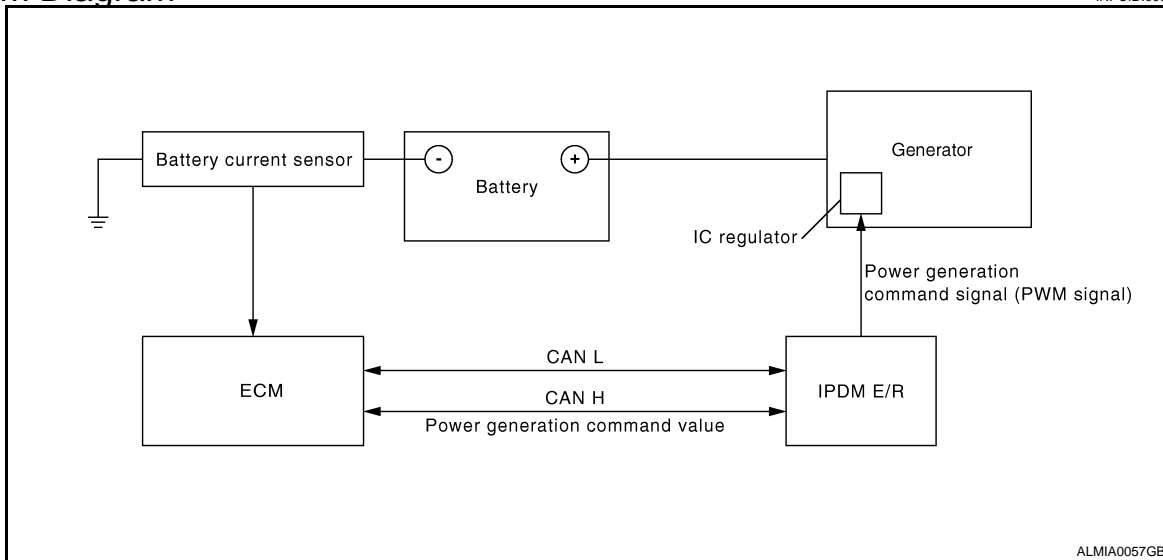 Battery current sensor
-
+
Battery
Generator
IC regulator
Power generation
command signal (PWM signal)
ECM
CAN L
CAN H
Power generation command value
IPDM E/R
ALMIA0057GB